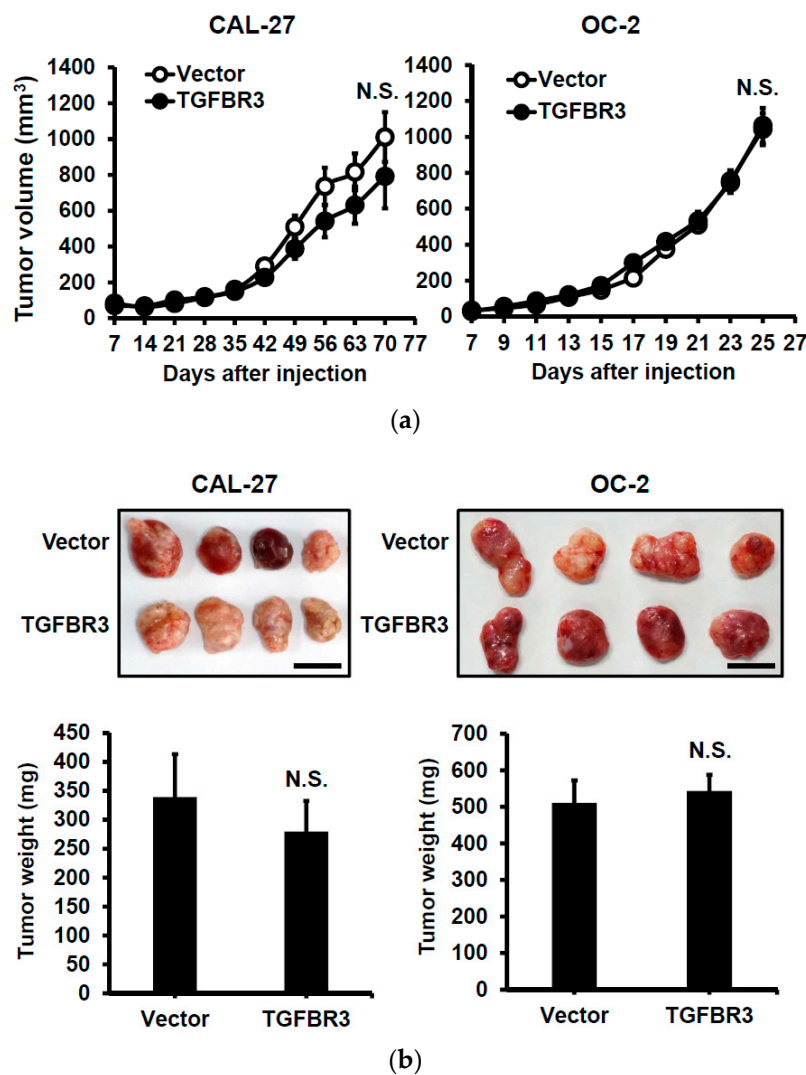 CAL-27
OC-2
Tumor volume (mm³)
1400
1200
1000
800
600
400
200
0
Vector
TGFBR3
N.S.
7 14 21 28 35 42 49 56 63 70 77
Days after injection
1400
1200
1000
800
600
400
200
0
Vector
TGFBR3
N.S.
7 9 11 13 15 17 19 21 23 25 27
Days after injection
(a)
CAL-27
OC-2
Vector
TGFBR3
Vector
TGFBR3
Tumor weight (mg)
450
400
350
300
250
200
150
100
50
0
N.S.
Vector TGFBR3
Tumor weight (mg)
700
600
500
400
300
200
100
0
N.S.
Vector TGFBR3
(b)